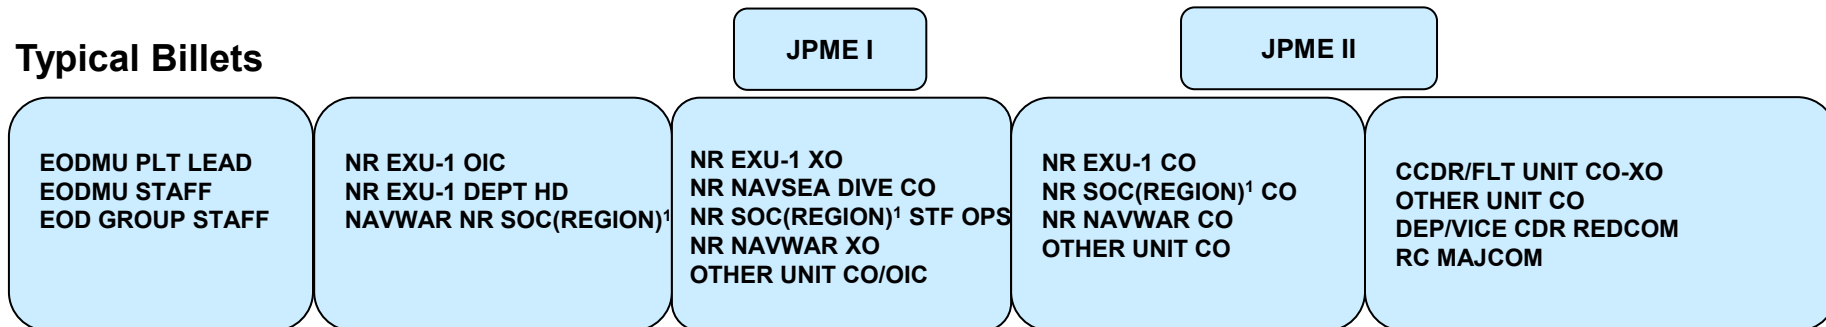 Typical Billets
JPME I
JPME II
EODMU PLT LEAD
EODMU STAFF
EOD GROUP STAFF
NR EXU-1 OIC
NR EXU-1 DEPT HD
NAVWAR NR SOC(REGION)¹
NR EXU-1 XO
NR NAVSEA DIVE CO
NR SOC(REGION)¹ STF OPS
NR NAVWAR XO
OTHER UNIT CO/OIC
NR EXU-1 CO
NR SOC(REGION)¹ CO
NR NAVWAR CO
OTHER UNIT CO
CCDR/FLT UNIT CO-XO
OTHER UNIT CO
DEP/VICE CDR REDCOM
RC MAJCOM